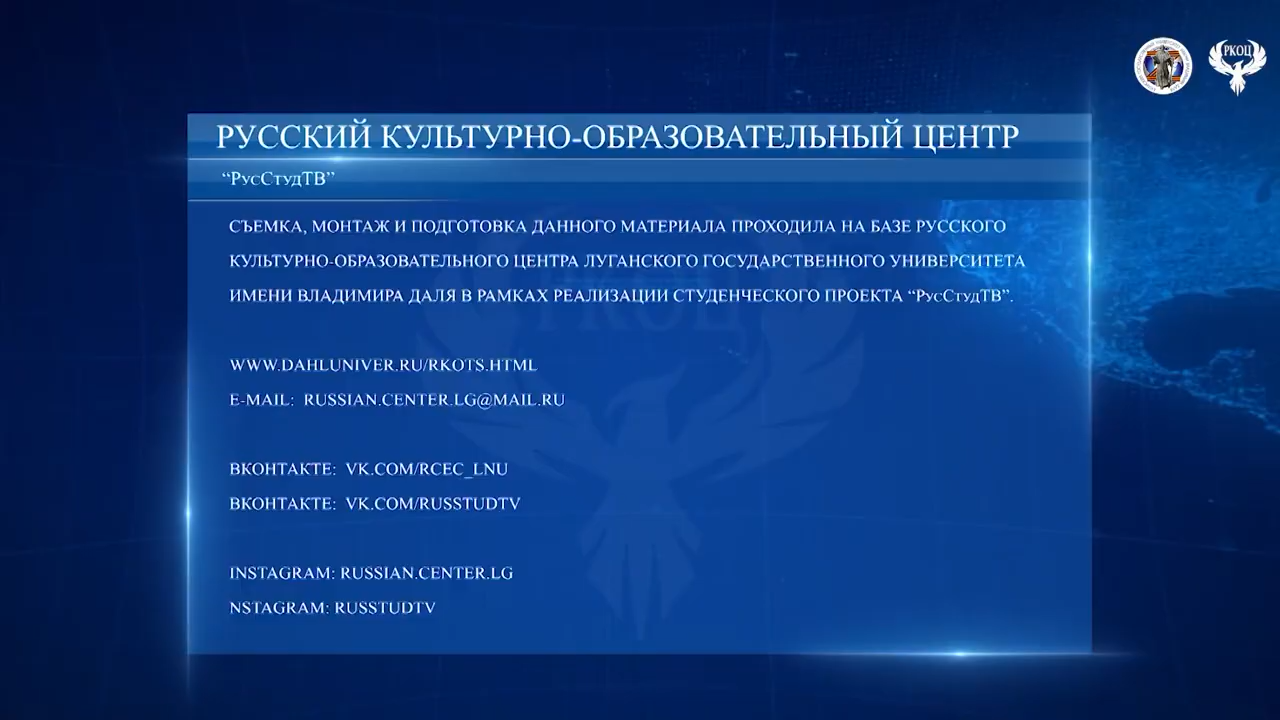 РКОЦ
РУССКИЙ КУЛЬТУРНО-ОБРАЗОВАТЕЛЬНЫЙ ЦЕНТР
“РусСтудТВ”
СЪЕМКА, МОНТАЖ И ПОДГОТОВКА ДАННОГО МАТЕРИАЛА ПРОХОДИЛА НА БАЗЕ РУССКОГО
КУЛЬТУРНО-ОБРАЗОВАТЕЛЬНОГО ЦЕНТРА ЛУГАНСКОГО ГОСУДАРСТВЕННОГО УНИВЕРСИТЕТА
ИМЕНИ ВЛАДИМИРА ДАЛЯ В РАМКАХ РЕАЛИЗАЦИИ СТУДЕНЧЕСКОГО ПРОЕКТА “РусСтудТВ”.
РКОЦ
WWW.DAHLUNIVER.RU/RKOTS.HTML
E-MAIL: RUSSIAN.CENTER.LG@MAIL.RU
ВКОНТАКТЕ: VK.COM/RCEC_LNU
ВКОНТАКТЕ: VK.COM/RUSSTUDTV
INSTAGRAM: RUSSIAN.CENTER.LG
NSTAGRAM: RUSSTUDTV